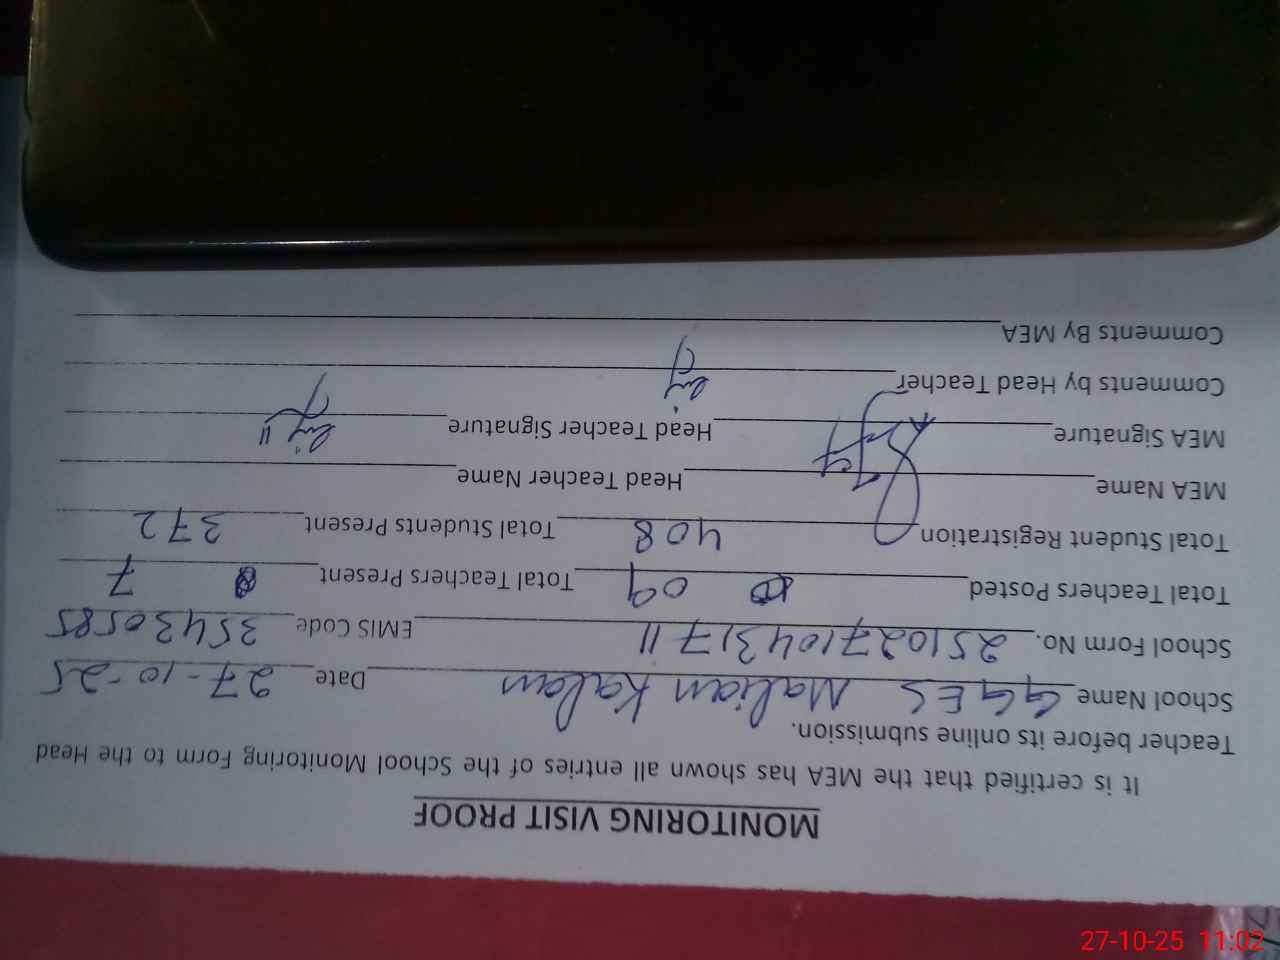 MONITORING VISIT PROOF
It is certified that the MEA has shown all entries of the School Monitoring Form to the Head
Teacher before its online submission.
School Name GGES Malian Kalan Date 27-10-25
School Form No. 2510271043171 11 EMIS Code 35430585
Total Teachers Posted 09 Total Teachers Present 7
Total Student Registration 408 Total Students Present 372
MEA Name Head Teacher Name
MEA Signature Head Teacher Signature
Comments by Head Teacher
Comments By MEA
27-10-25 11:02